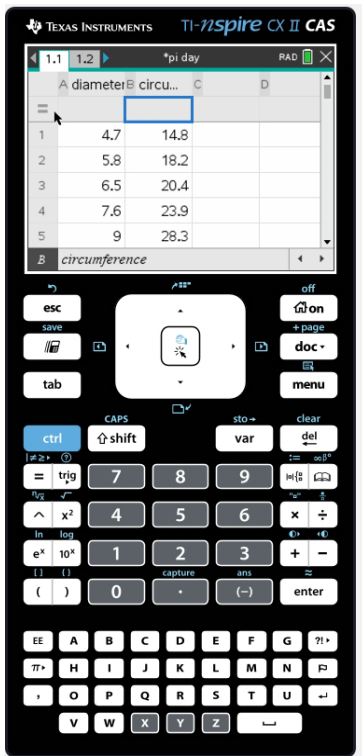 TEXAS INSTRUMENTS TI-nspire CX II CAS
1.1 1.2 *pi day RAD
A diameter B circu... C D
=
1 4.7 14.8
2 5.8 18.2
3 6.5 20.4
4 7.6 23.9
5 9 28.3
B circumference
off
esc on
save + page
doc
tab menu
CAPS sto→ clear
ctrl shift var del
|≠≥▸ ? := ∞β°
= trig 7 8 9
ⁿ√x √ "◦"
^ x² 4 5 6 × ÷
ln log
eˣ 10ˣ 1 2 3 + −
[ ] { } capture ans ≈
( ) 0 . (−) enter
EE A B C D E F G ?!▸
π▸ H I J K L M N
, O P Q R S T U ↵
V W X Y Z